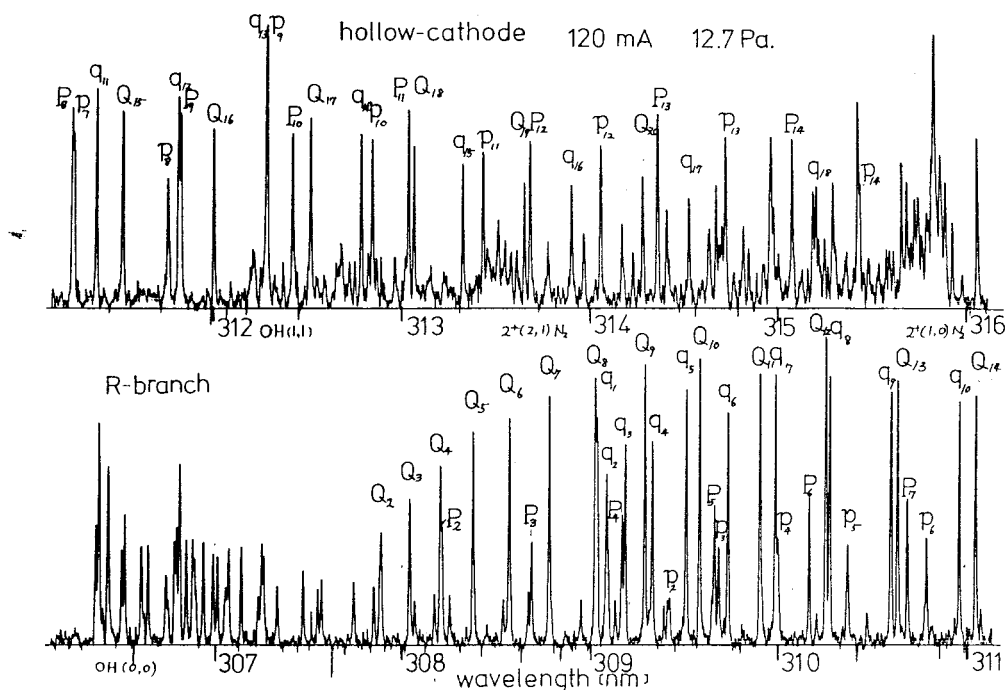 hollow-cathode 120 mA 12.7 Pa.
P₈ p₇ q₁₁ Q₁₅ p₈ q₁₂ P₉ Q₁₆ q₁₃ p₉ P₁₀ Q₁₇ q₁₄ p₁₀ P₁₁ Q₁₈ q₁₅ p₁₁ Q₁₉ P₁₂ q₁₆ p₁₂ Q₂₀ P₁₃ q₁₇ p₁₃ P₁₄ q₁₈ p₁₄
312 OH(1,1) 313 2⁺(2,1)N₂ 314 315 2⁺(1,0)N₂ 316
R-branch
Q₂ Q₃ Q₄ P₂ Q₅ Q₆ P₃ Q₇ Q₈ q₁ q₂ P₄ q₃ Q₉ q₄ p₂ q₅ Q₁₀ P₅ p₃ q₆ Q₁₁ q₇ p₄ P₆ Q₁₂ q₈ p₅ q₉ Q₁₃ P₇ p₆ q₁₀ Q₁₄
OH(0,0) 307 308 309 310 311
wavelength (nm)